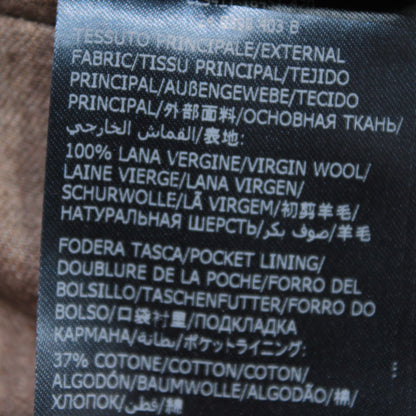 TESSUTO PRINCIPALE/EXTERNAL
FABRIC/TISSU PRINCIPAL/TEJIDO
PRINCIPAL/AUßENGEWEBE/TECIDO
PRINCIPAL/外部面料/ОСНОВНАЯ ТКАНЬ/
القماش الخارجي/表地:
100% LANA VERGINE/VIRGIN WOOL/
LAINE VIERGE/LANA VIRGEN/
SCHURWOLLE/LÃ VIRGEM/初剪羊毛/
НАТУРАЛЬНАЯ ШЕРСТЬ/صوف بكر/羊毛
FODERA TASCA/POCKET LINING/
DOUBLURE DE LA POCHE/FORRO DEL
BOLSILLO/TASCHENFUTTER/FORRO DO
BOLSO/口袋衬里/ПОДКЛАДКА
КАРМАНА/بطانة/ポケットライニング:
37% COTONE/COTTON/COTON/
ALGODÓN/BAUMWOLLE/ALGODÃO/棉/
ХЛОПОК/قطن/綿